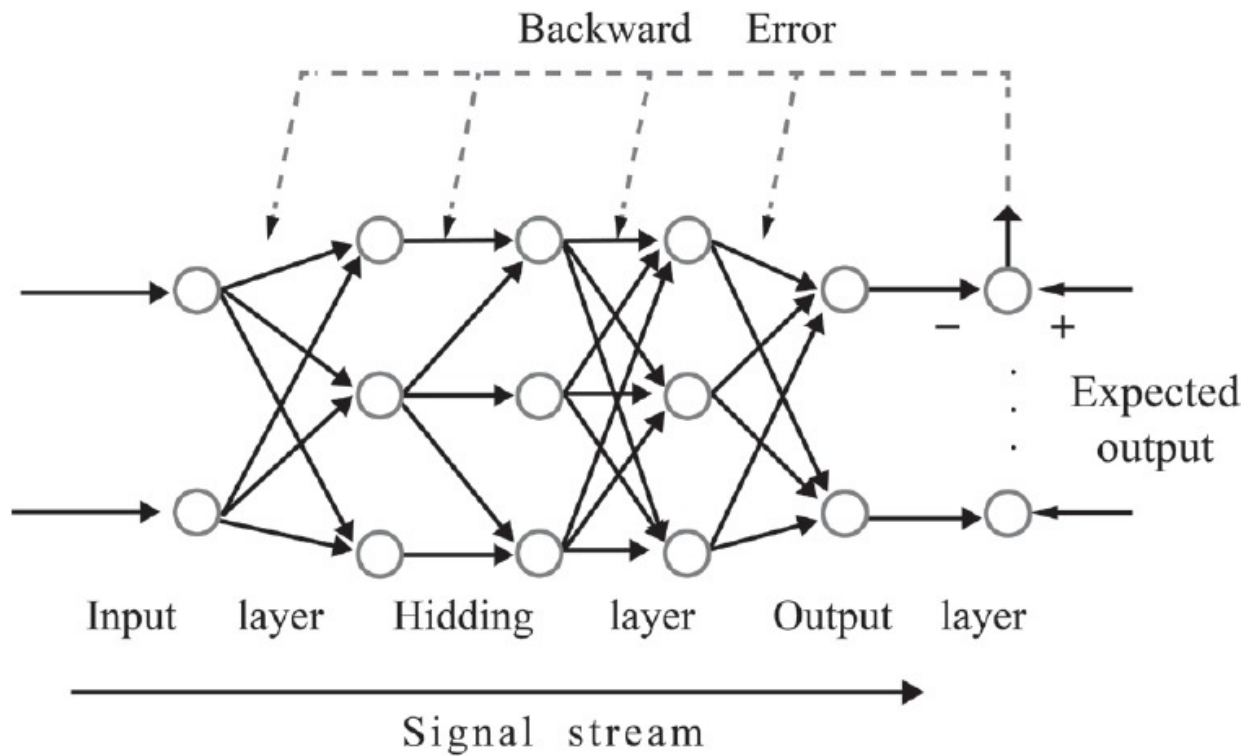 Backward Error
− +
Expected
output
Input layer Hidding layer Output layer
Signal stream